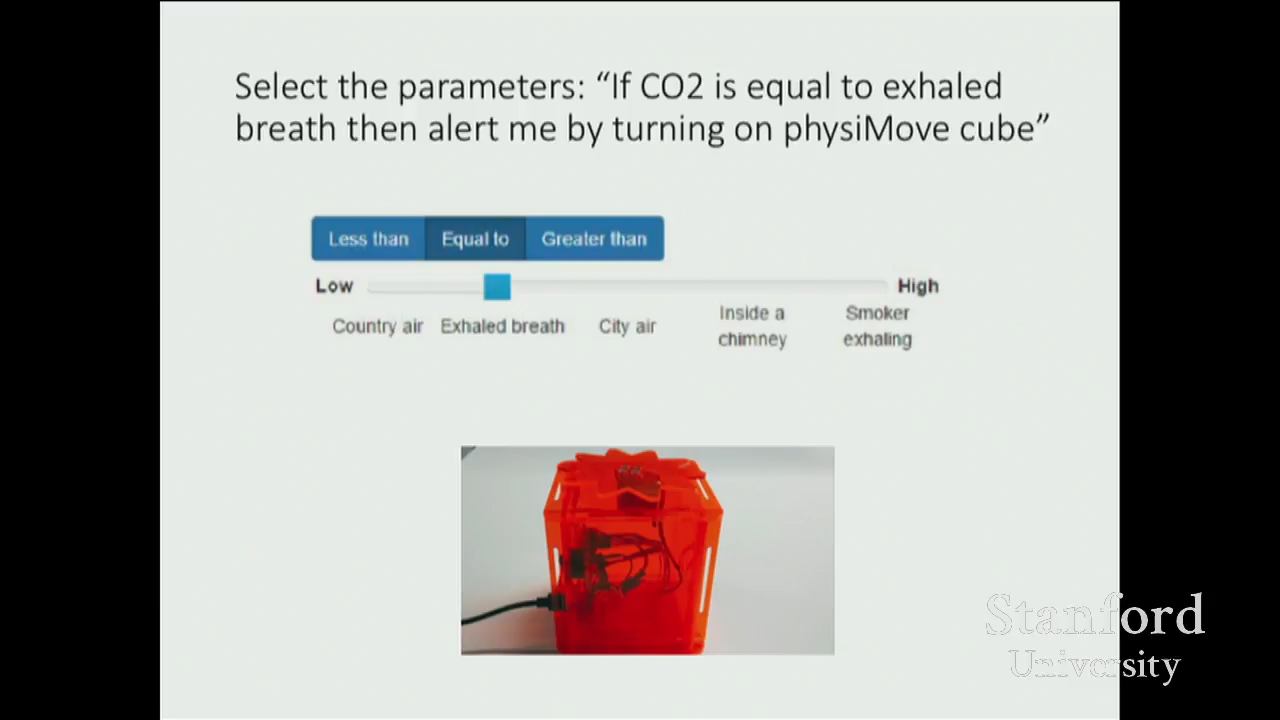 Select the parameters: “If CO2 is equal to exhaled
breath then alert me by turning on physiMove cube”
Less than Equal to Greater than
Low High
Country air Exhaled breath City air Inside a chimney Smoker exhaling
Stanford
University